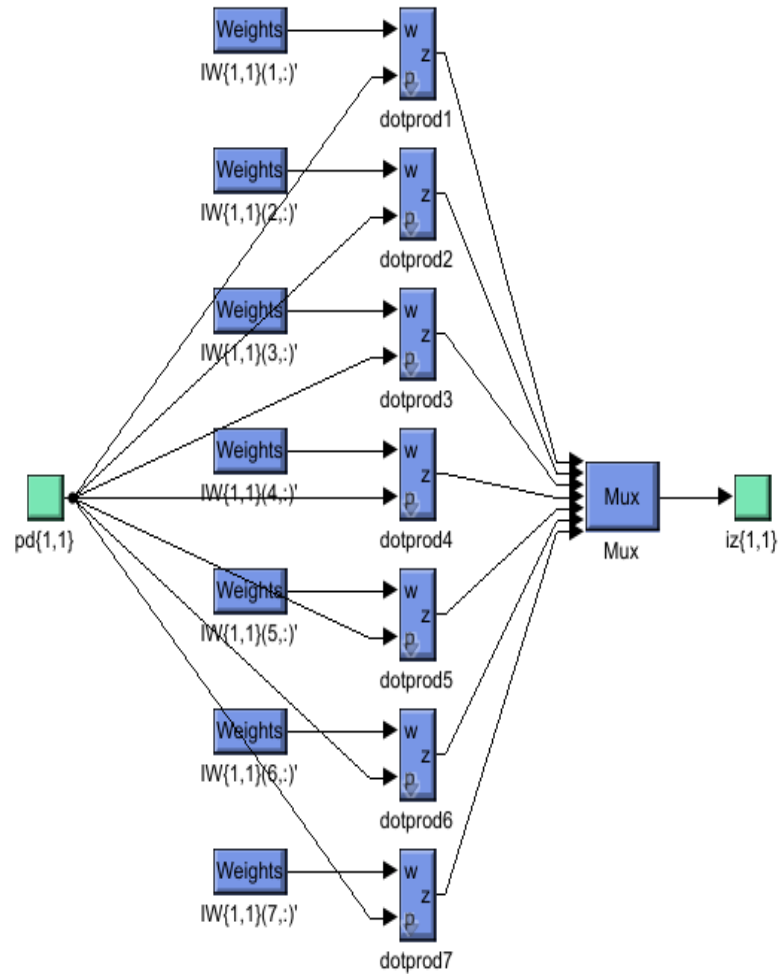 Weights
w
z
p
IW{1,1}(1,:)'
dotprod1
Weights
w
z
p
IW{1,1}(2,:)'
dotprod2
Weights
w
z
p
IW{1,1}(3,:)'
dotprod3
Weights
w
z
p
IW{1,1}(4,:)'
dotprod4
pd{1,1}
Mux
Mux
iz{1,1}
Weights
w
z
p
IW{1,1}(5,:)'
dotprod5
Weights
w
z
p
IW{1,1}(6,:)'
dotprod6
Weights
w
z
p
IW{1,1}(7,:)'
dotprod7